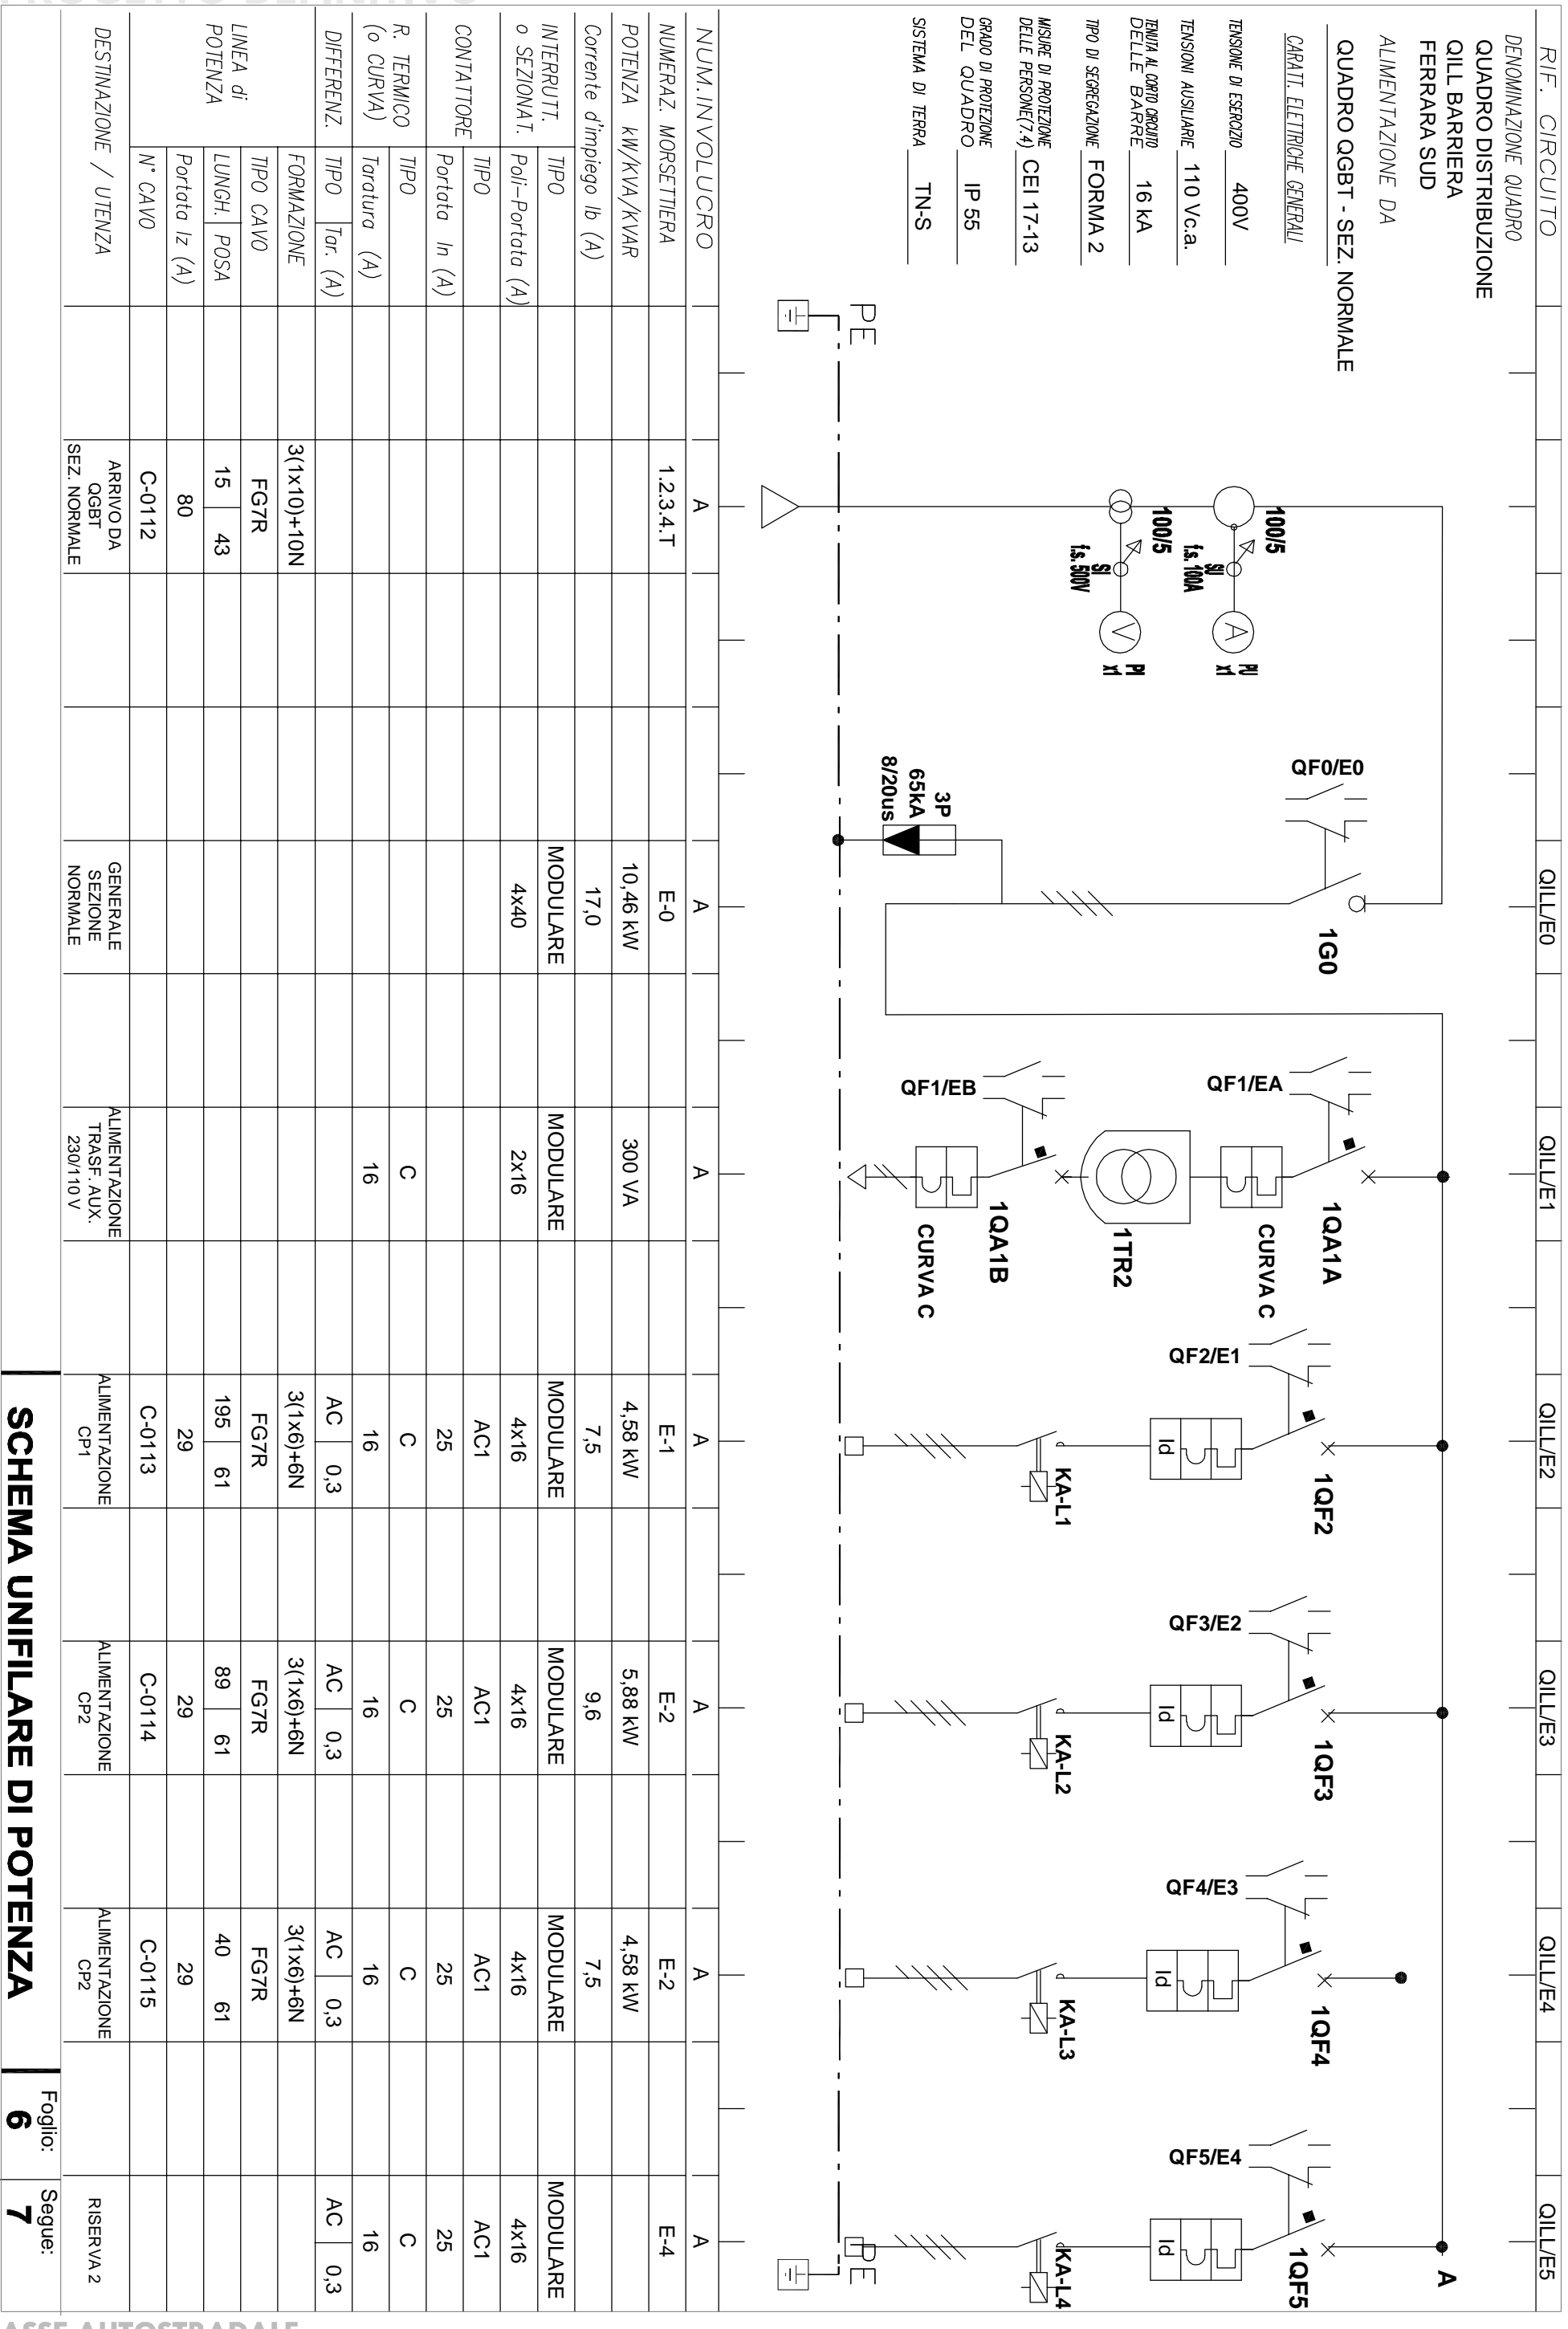 PROGETTO DEFINITIVO
RIF. CIRCUITO
QILL/E0
QILL/E1
QILL/E2
QILL/E3
QILL/E4
QILL/E5
DENOMINAZIONE QUADRO
QUADRO DISTRIBUZIONE
QILL BARRIERA
FERRARA SUD
ALIMENTAZIONE DA
QUADRO QGBT - SEZ. NORMALE
CARATT. ELETTRICHE GENERALI
TENSIONE DI ESERCIZIO 400V
TENSIONI AUSILIARIE 110 Vc.a.
TENUTA AL CORTO CIRCUITO
DELLE BARRE 16 kA
TIPO DI SEGREGAZIONE FORMA 2
MISURE DI PROTEZIONE
DELLE PERSONE(7.4) CEI 17-13
GRADO DI PROTEZIONE
DEL QUADRO IP 55
SISTEMA DI TERRA TN-S
PE
100/5
SU
f.s. 100A
A
PU
x1
100/5
SI
f.s. 500V
V
PI
x1
QF0/E0
1G0
3P
65kA
8/20us
QF1/EA
1QA1A
CURVA C
1TR2
QF1/EB
1QA1B
CURVA C
QF2/E1
1QF2
Id
KA-L1
QF3/E2
1QF3
Id
KA-L2
QF4/E3
1QF4
Id
KA-L3
QF5/E4
1QF5
Id
KA-L4
A
PE
NUM.INVOLUCRO A A A A A A A
NUMERAZ. MORSETTIERA 1.2.3.4.T E-0 E-1 E-2 E-2 E-4
POTENZA kW/KVA/KVAR 10,46 kW 300 VA 4,58 kW 5,88 kW 4,58 kW
Corrente d'impiego Ib (A) 17,0 7,5 9,6 7,5
INTERRUTT.
o SEZIONAT.
TIPO MODULARE MODULARE MODULARE MODULARE MODULARE MODULARE
Poli-Portata (A) 4x40 2x16 4x16 4x16 4x16 4x16
CONTATTORE
TIPO AC1 AC1 AC1 AC1
Portata In (A) 25 25 25 25
R. TERMICO
(o CURVA)
TIPO C C C C C
Taratura (A) 16 16 16 16 16
DIFFERENZ. TIPO Tar. (A) AC 0,3 AC 0,3 AC 0,3 AC 0,3
LINEA di
POTENZA
FORMAZIONE 3(1x10)+10N 3(1x6)+6N 3(1x6)+6N 3(1x6)+6N
TIPO CAVO FG7R FG7R FG7R FG7R
LUNGH. POSA 15 43 195 61 89 61 40 61
Portata Iz (A) 80 29 29 29
N° CAVO C-0112 C-0113 C-0114 C-0115
DESTINAZIONE / UTENZA
ARRIVO DA
QGBT
SEZ. NORMALE
GENERALE
SEZIONE
NORMALE
ALIMENTAZIONE
TRASF. AUX.
230/110 V
ALIMENTAZIONE
CP1
ALIMENTAZIONE
CP2
ALIMENTAZIONE
CP2
RISERVA 2
SCHEMA UNIFILARE DI POTENZA
Foglio:
6
Segue:
7
ASSE AUTOSTRADALE